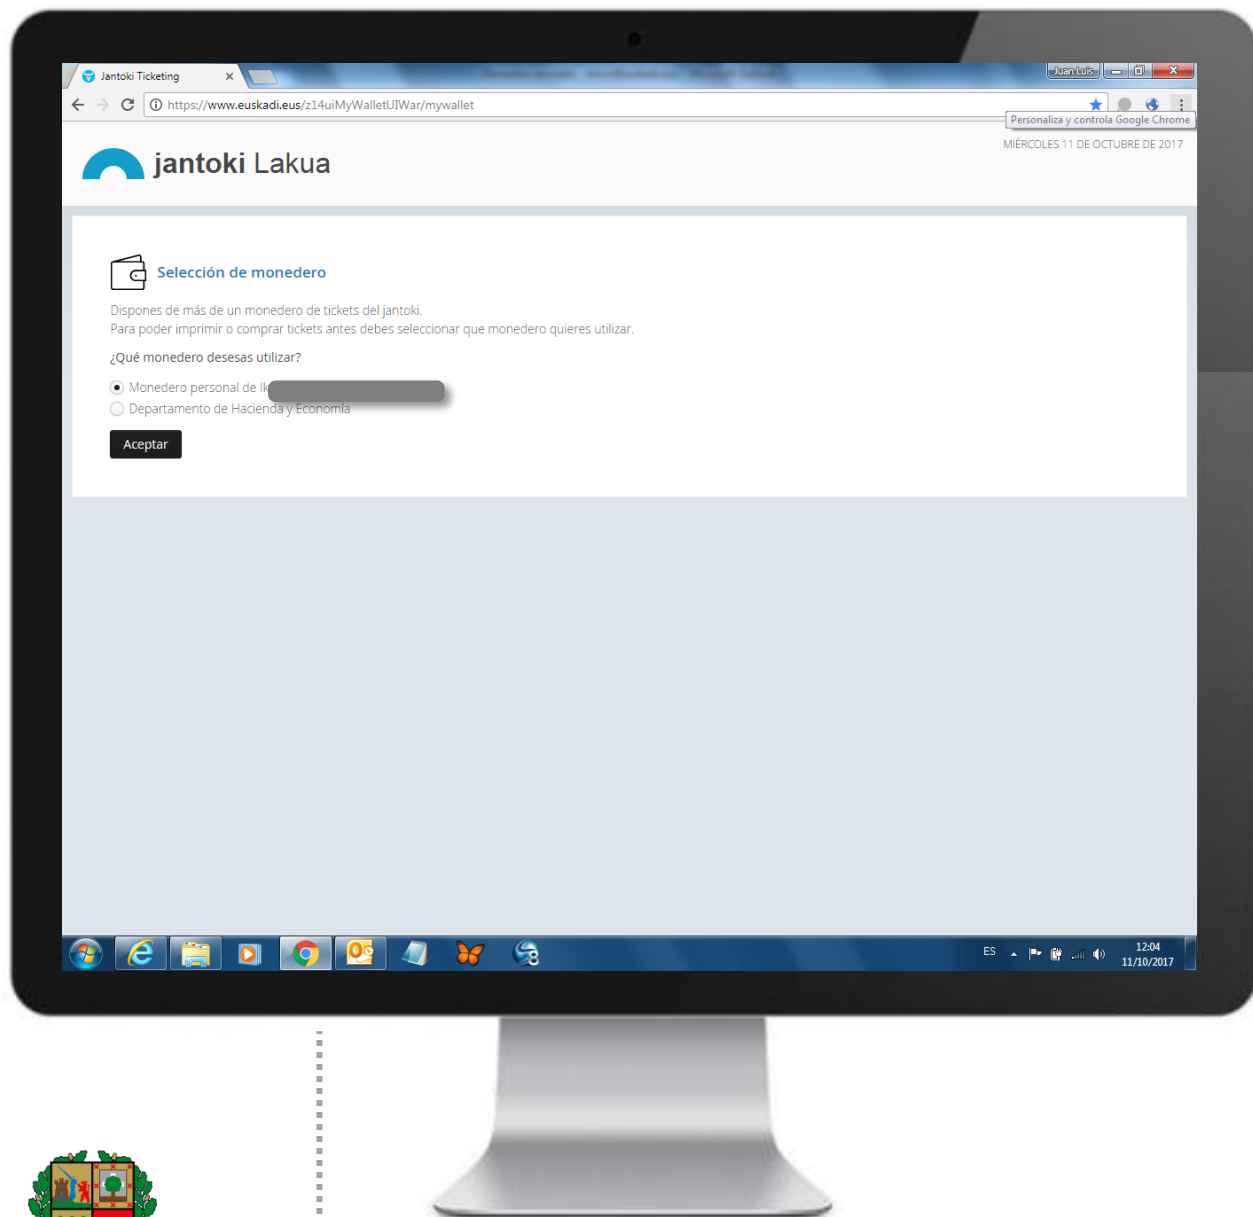 Jantoki Ticketing
Juan Luis
https://www.euskadi.eus/z14uiMyWalletUIWar/mywallet
Personaliza y controla Google Chrome
MIÉRCOLES 11 DE OCTUBRE DE 2017
jantoki Lakua
Selección de monedero
Dispones de más de un monedero de tickets del jantoki.
Para poder imprimir o comprar tickets antes debes seleccionar que monedero quieres utilizar.
¿Qué monedero desesas utilizar?
Monedero personal de
Departamento de Hacienda y Economía
Aceptar
ES
12:04
11/10/2017